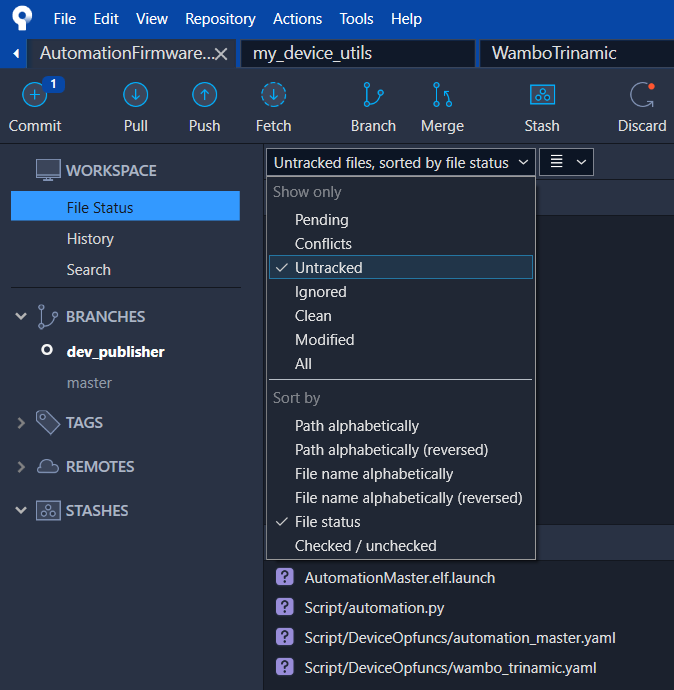 File Edit View Repository Actions Tools Help
AutomationFirmware... my_device_utils WamboTrinamic
1
Commit Pull Push Fetch Branch Merge Stash Discard
WORKSPACE
File Status
History
Search
BRANCHES
dev_publisher
master
TAGS
REMOTES
STASHES
Untracked files, sorted by file status
Show only
Pending
Conflicts
Untracked
Ignored
Clean
Modified
All
Sort by
Path alphabetically
Path alphabetically (reversed)
File name alphabetically
File name alphabetically (reversed)
File status
Checked / unchecked
? AutomationMaster.elf.launch
? Script/automation.py
? Script/DeviceOpfuncs/automation_master.yaml
? Script/DeviceOpfuncs/wambo_trinamic.yaml